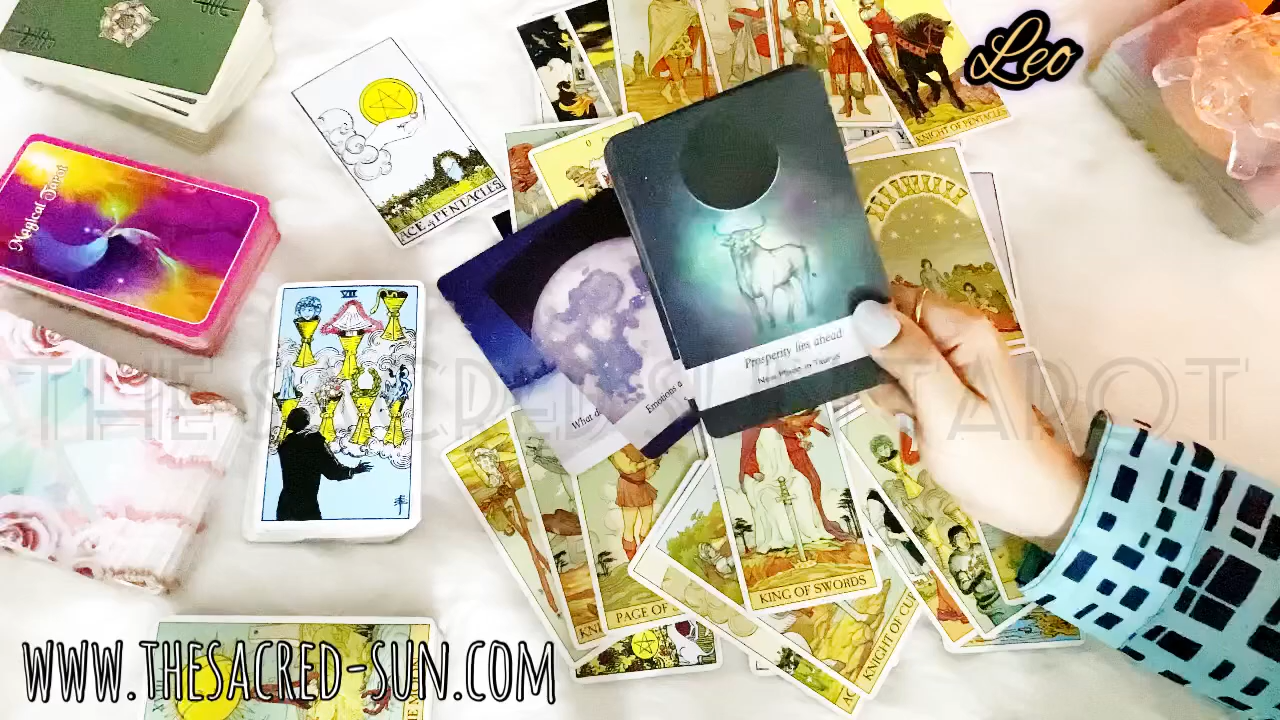 Leo
KNIGHT OF PENTACLES
0
X
Magical Tarot
ACE of PENTACLES
VII
Prosperity lies ahead
New Moon in Taurus
What d
Emotions a
THE SACRED SUN TAROT
KING OF SWORDS
PAGE OF
KNIGHT OF CU
www.thesacred-sun.com